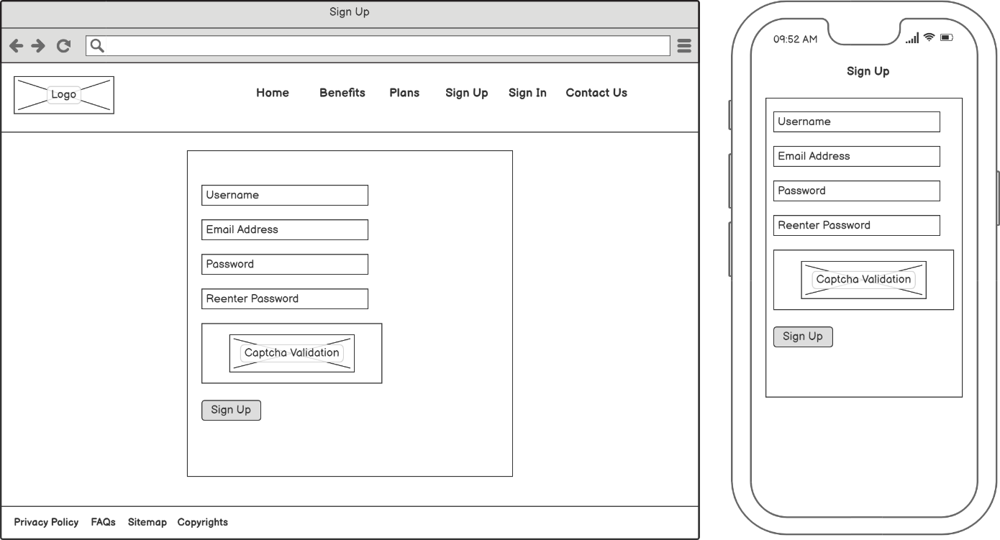 Sign Up
Logo
Home Benefits Plans Sign Up Sign In Contact Us
Username
Email Address
Password
Reenter Password
Captcha Validation
Sign Up
Privacy Policy FAQs Sitemap Copyrights
09:52 AM
Sign Up
Username
Email Address
Password
Reenter Password
Captcha Validation
Sign Up